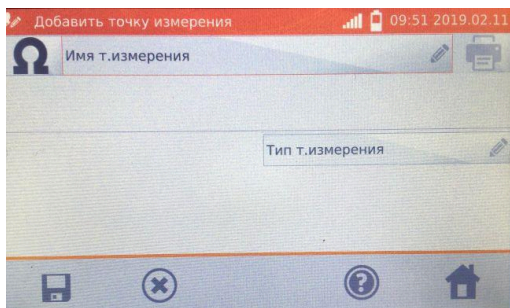 Добавить точку измерения 09:51 2019.02.11
Ω Имя т.измерения
Тип т.измерения
?